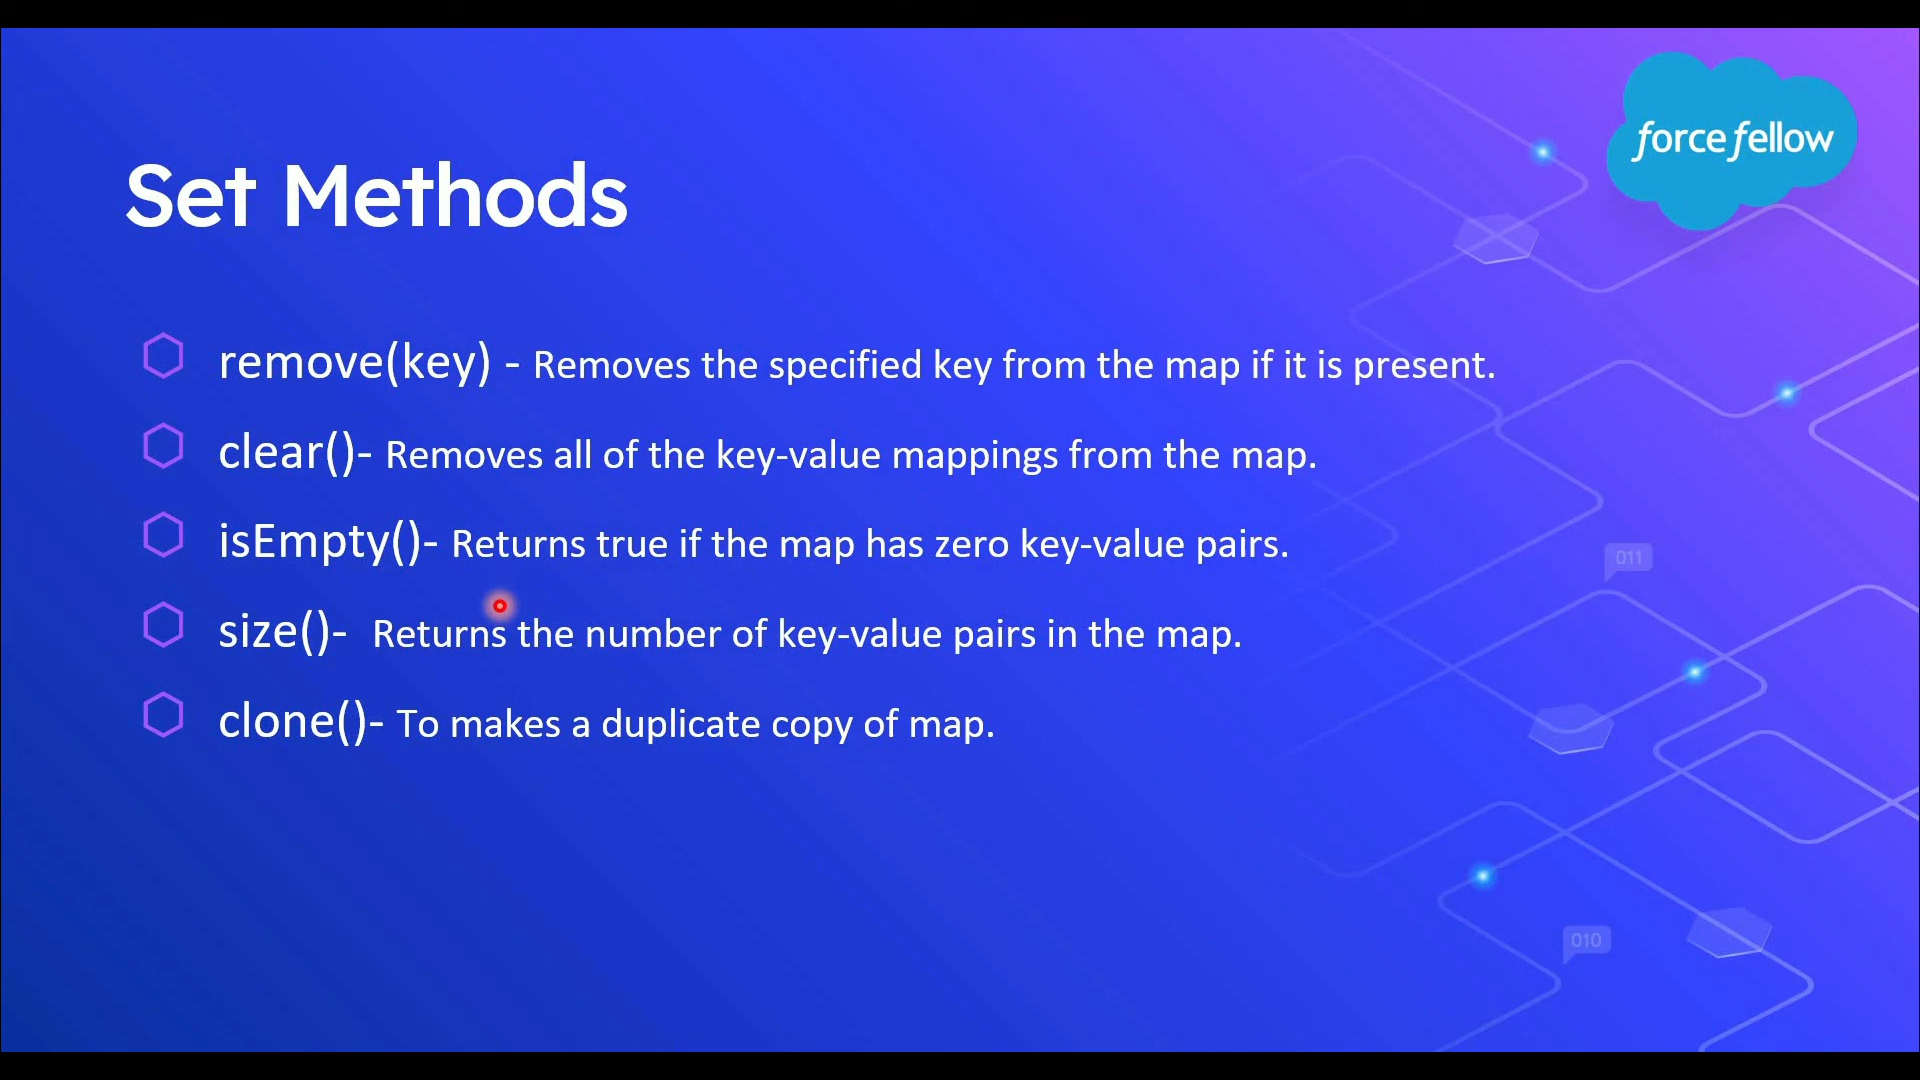 force fellow
Set Methods
remove(key) - Removes the specified key from the map if it is present.
clear()- Removes all of the key-value mappings from the map.
isEmpty()- Returns true if the map has zero key-value pairs.
size()- Returns the number of key-value pairs in the map.
clone()- To makes a duplicate copy of map.
011
010